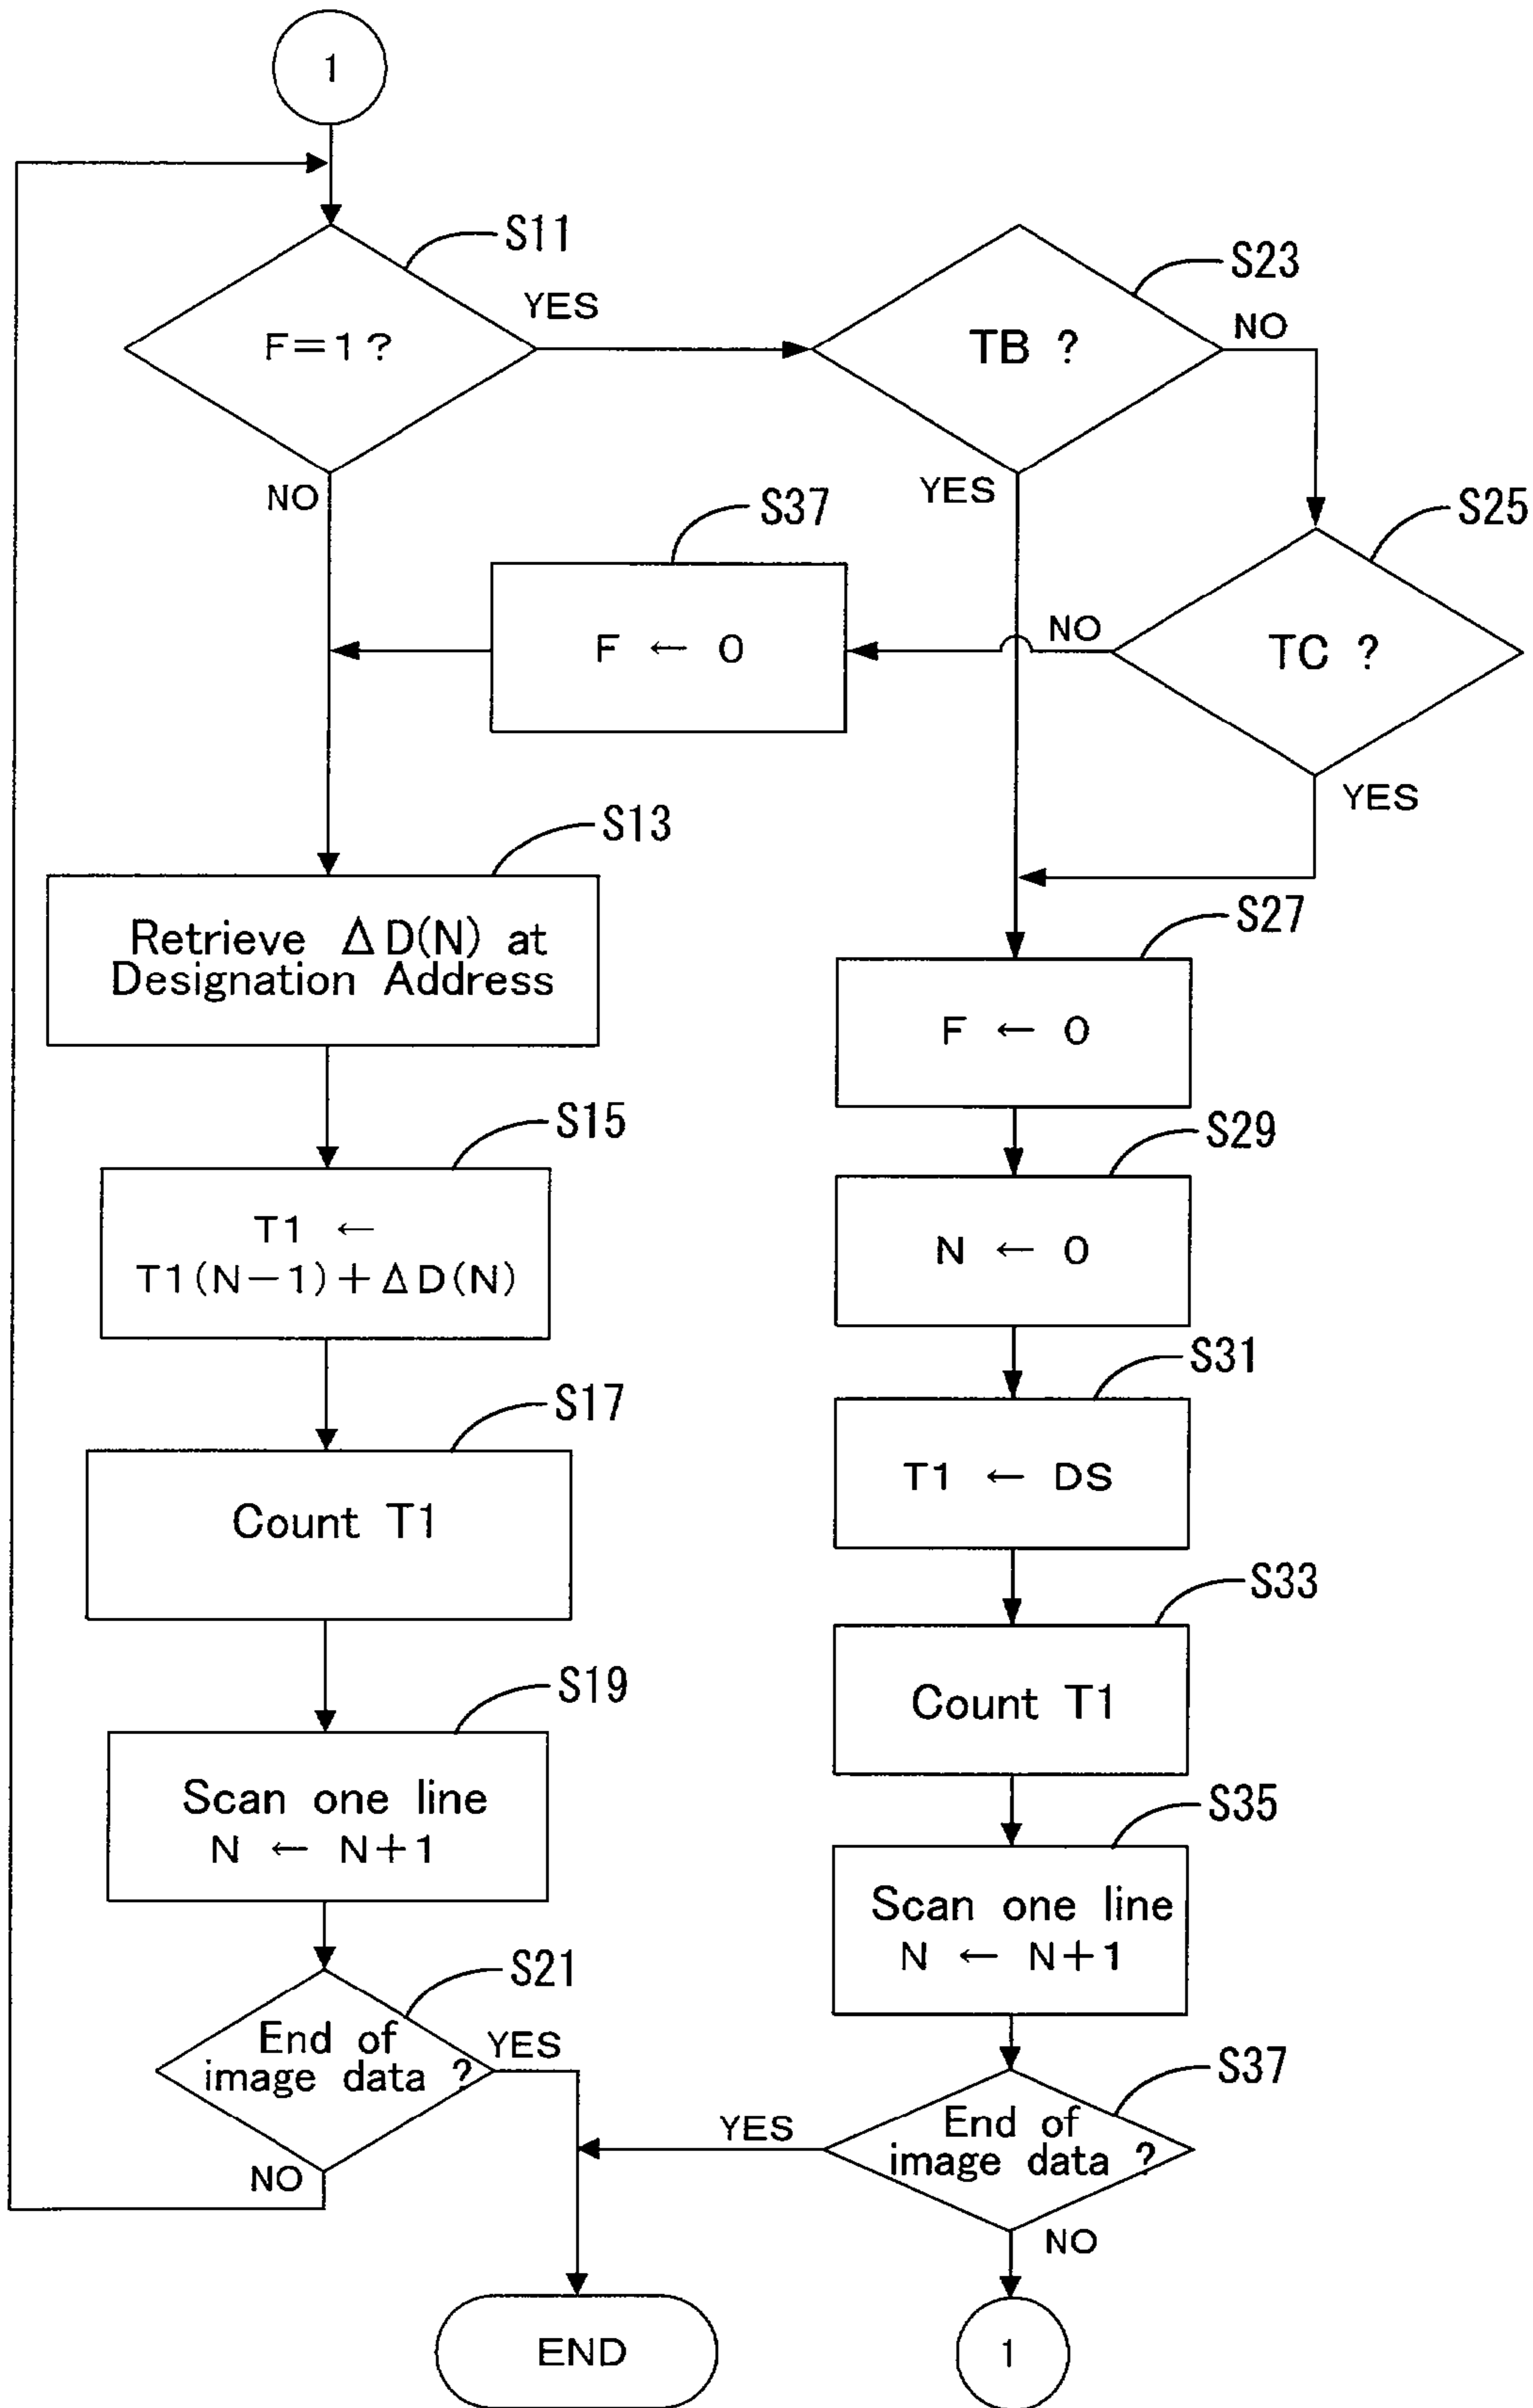 1
S11
F=1?
YES
NO
S23
TB ?
NO
YES
S25
TC ?
NO
YES
S37
F ← 0
S13
Retrieve ΔD(N) at
Designation Address
S15
T1 ←
T1(N-1)+ΔD(N)
S17
Count T1
S19
Scan one line
N ← N+1
S21
End of
image data ?
YES
NO
S27
F ← 0
S29
N ← 0
S31
T1 ← DS
S33
Count T1
S35
Scan one line
N ← N+1
S37
End of
image data ?
YES
NO
END
1